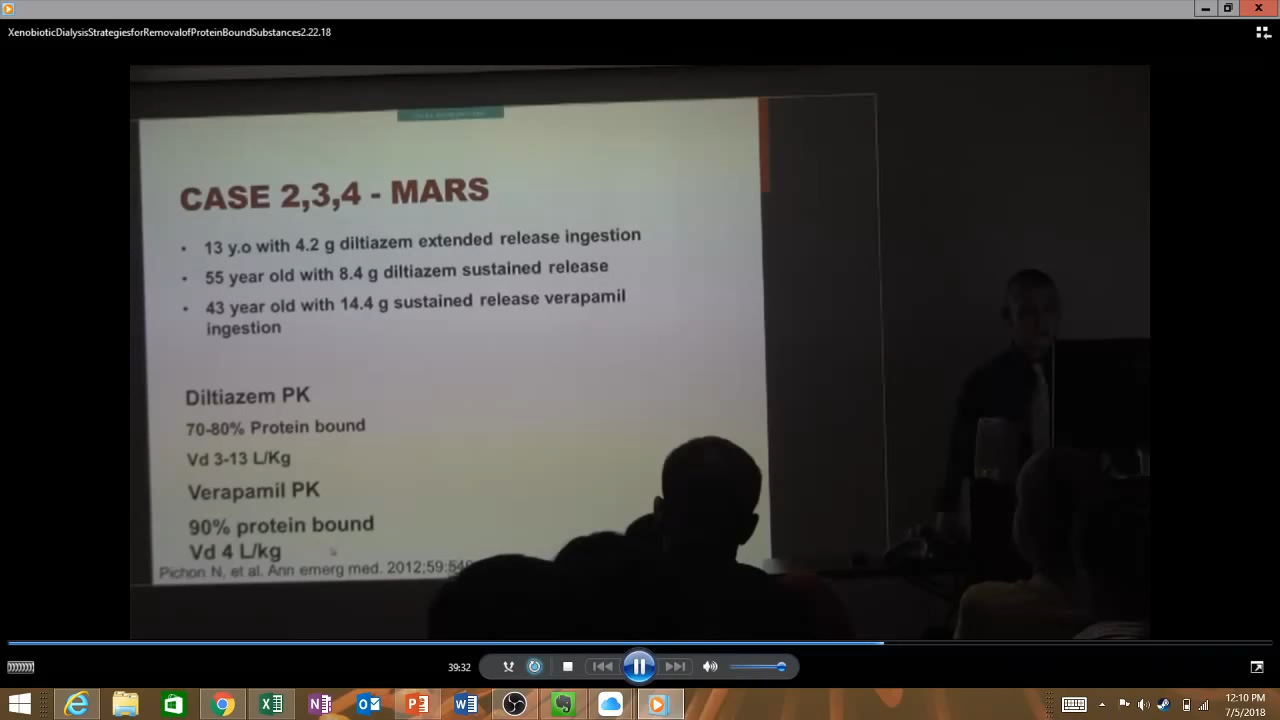 XenobioticDialysisStrategiesforRemovalofProteinBoundSubstances2.22.18
CASE 2,3,4 - MARS
• 13 y.o with 4.2 g diltiazem extended release ingestion
• 55 year old with 8.4 g diltiazem sustained release
• 43 year old with 14.4 g sustained release verapamil
ingestion
Diltiazem PK
70-80% Protein bound
Vd 3-13 L/Kg
Verapamil PK
90% protein bound
Vd 4 L/kg
Pichon N, et al. Ann emerg med. 2012;59:
39:32
12:10 PM
7/5/2018